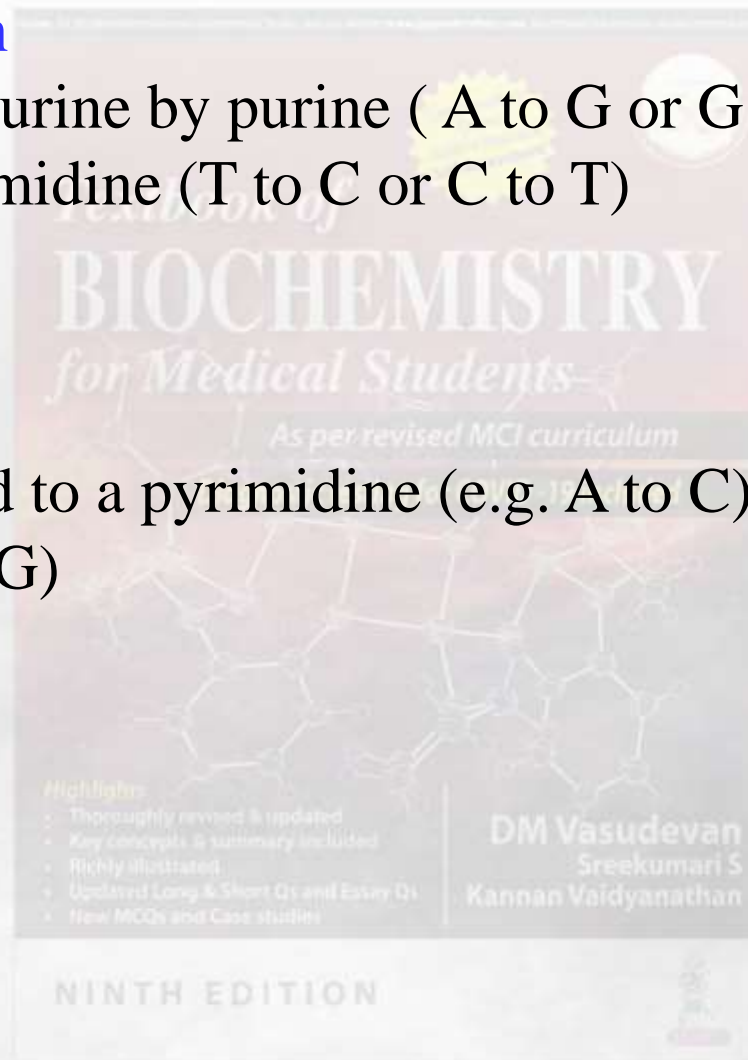 n
urine by purine ( A to G or G
midine (T to C or C to T)
Textbook of
BIOCHEMISTRY
for Medical Students
As per revised MCI curriculum
d to a pyrimidine (e.g. A to C)
G)
Highlights
• Thoroughly revised & updated
• Key concepts & summary included
• Richly illustrated
• Updated Long & Short Qs and Essay Qs
• New MCQs and Case studies
DM Vasudevan
Sreekumari S
Kannan Vaidyanathan
NINTH EDITION